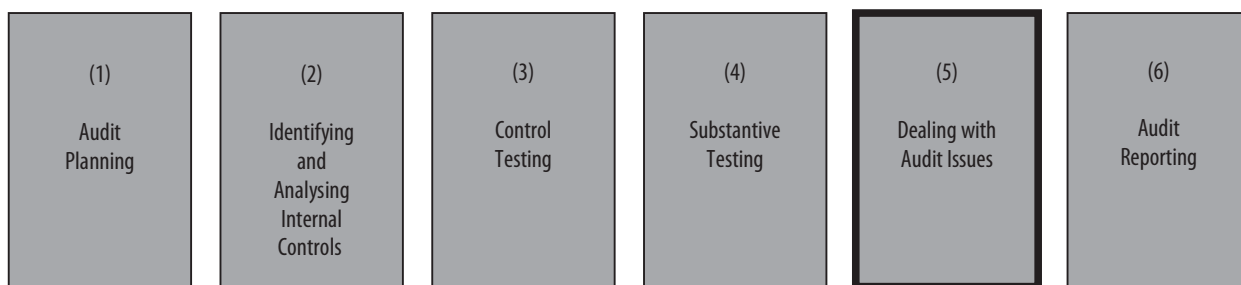 (1)
Audit
Planning
(2)
Identifying
and
Analysing
Internal
Controls
(3)
Control
Testing
(4)
Substantive
Testing
(5)
Dealing with
Audit Issues
(6)
Audit
Reporting